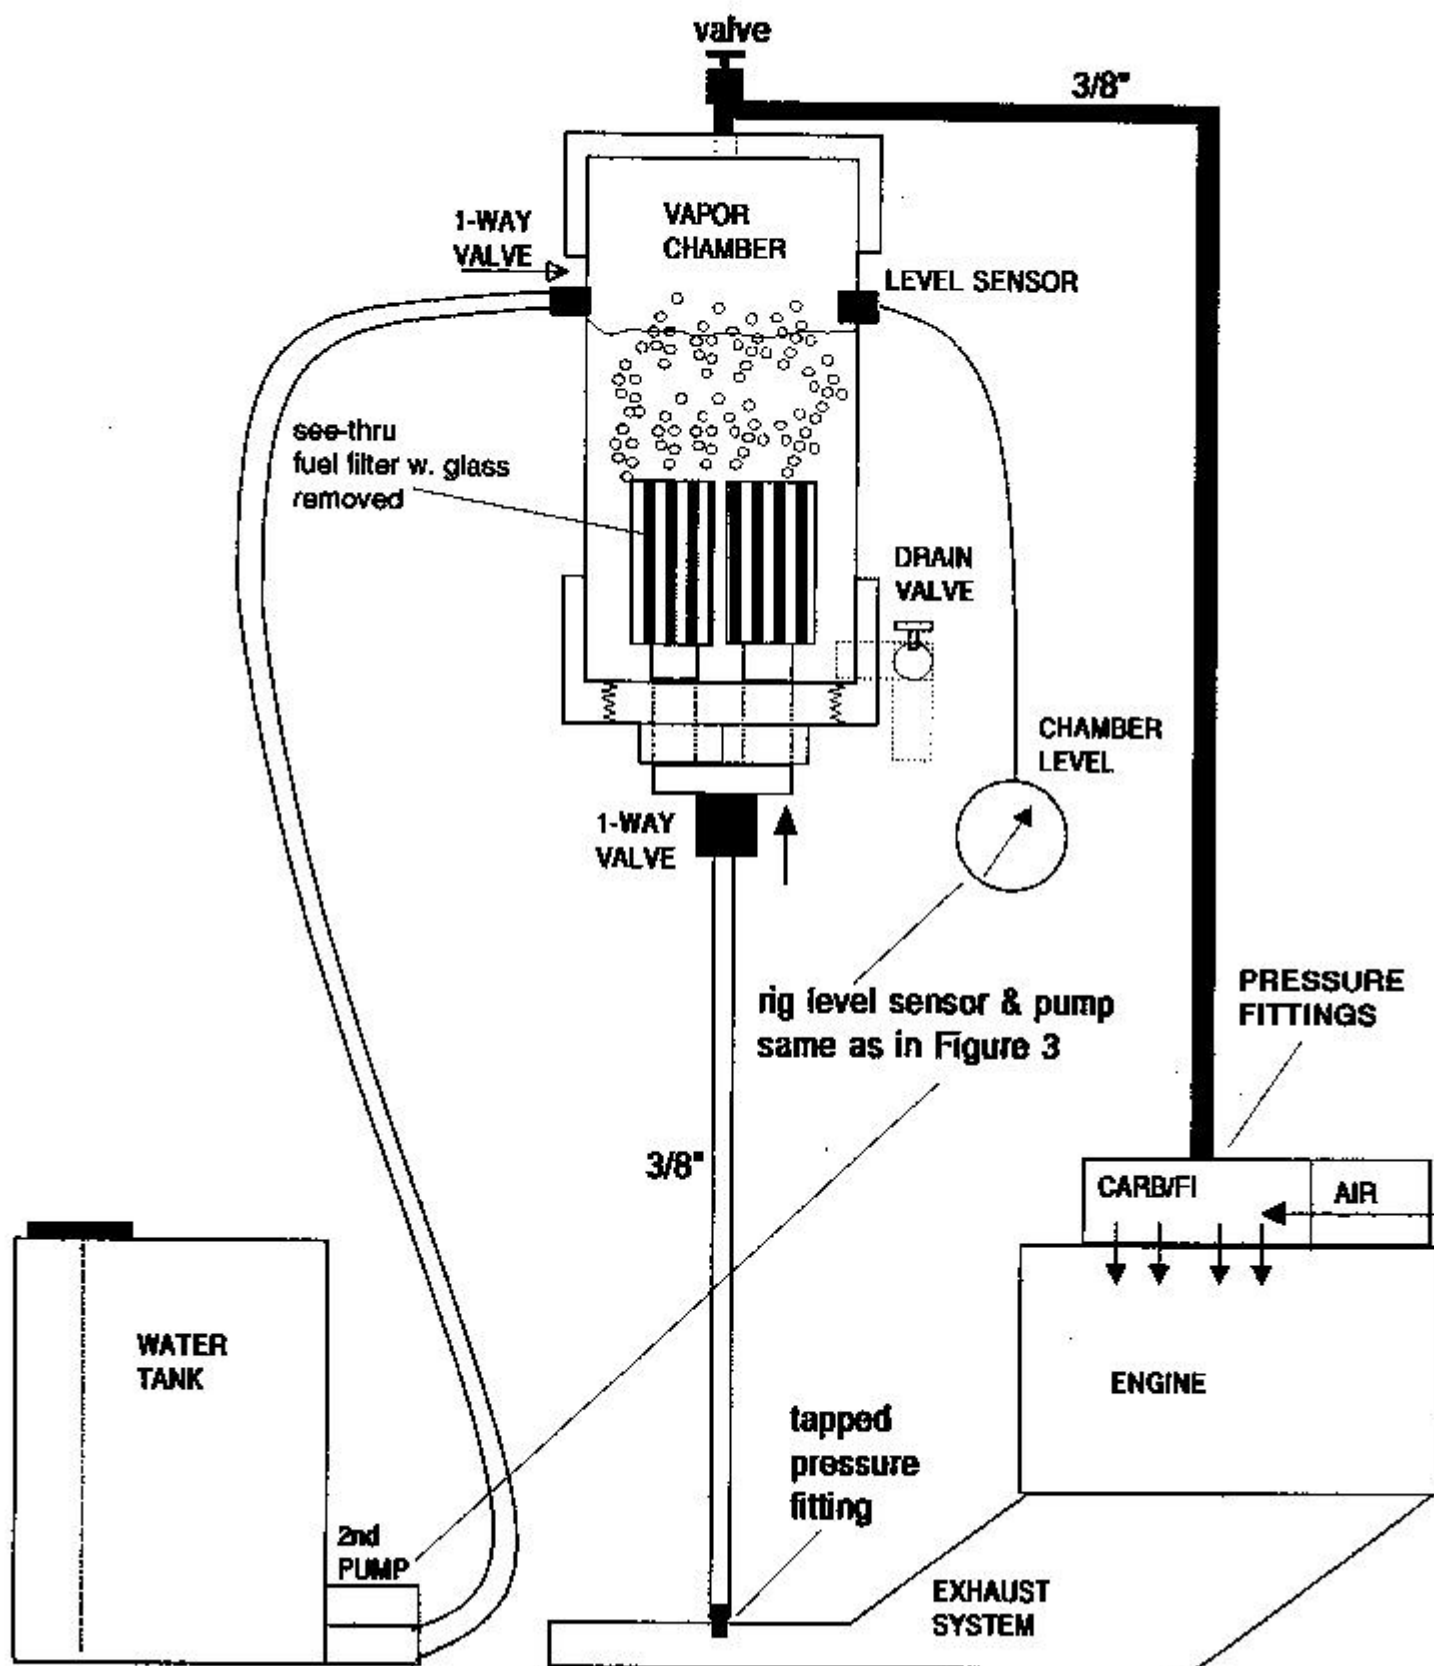 valve
3/8"
1-WAY
VALVE
VAPOR
CHAMBER
LEVEL SENSOR
see-thru
fuel filter w. glass
removed
DRAIN
VALVE
CHAMBER
LEVEL
1-WAY
VALVE
rig level sensor & pump
same as in Figure 3
PRESSURE
FITTINGS
3/8"
CARB/FI
AIR
WATER
TANK
ENGINE
tapped
pressure
fitting
2nd
PUMP
EXHAUST
SYSTEM